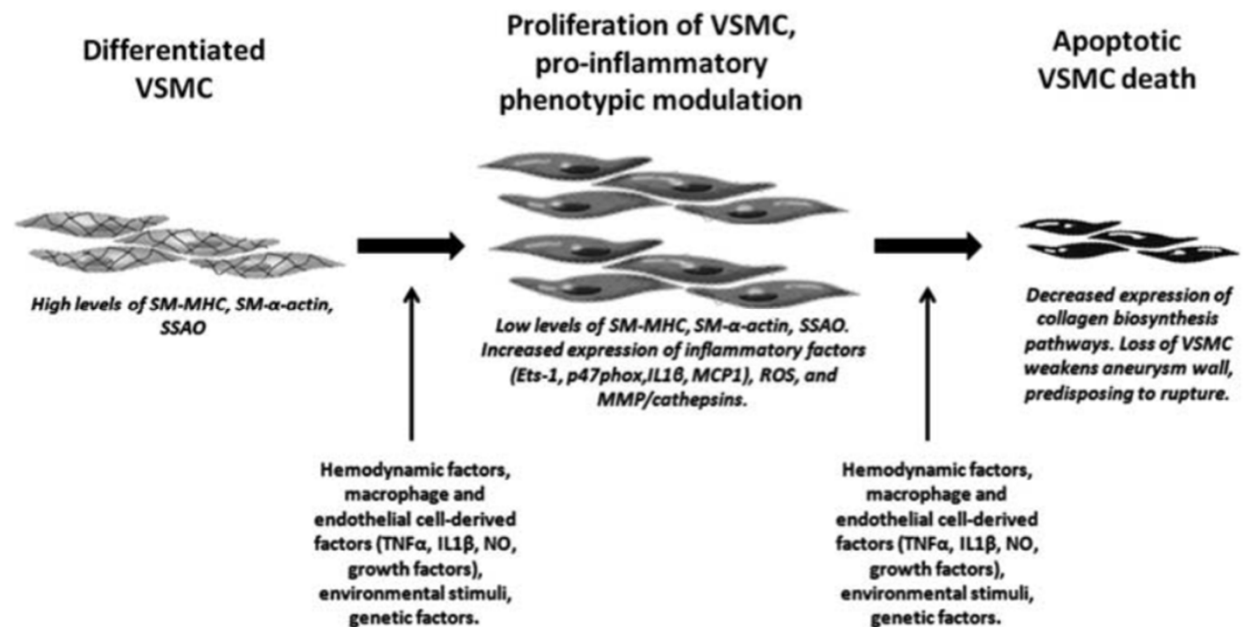 Differentiated
VSMC
High levels of SM-MHC, SM-α-actin,
SSAO
Proliferation of VSMC,
pro-inflammatory
phenotypic modulation
Low levels of SM-MHC, SM-α-actin, SSAO.
Increased expression of inflammatory factors
(Ets-1, p47phox,IL1β, MCP1), ROS, and
MMP/cathepsins.
Apoptotic
VSMC death
Decreased expression of
collagen biosynthesis
pathways. Loss of VSMC
weakens aneurysm wall,
predisposing to rupture.
Hemodynamic factors,
macrophage and
endothelial cell-derived
factors (TNFα, IL1β, NO,
growth factors),
environmental stimuli,
genetic factors.
Hemodynamic factors,
macrophage and
endothelial cell-derived
factors (TNFα, IL1β, NO,
growth factors),
environmental stimuli,
genetic factors.